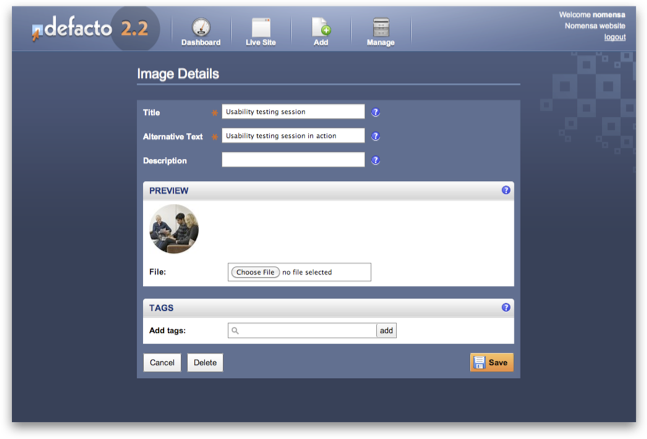 defacto 2.2
Dashboard
Live Site
Add
Manage
Welcome nomensa
Nomensa website
logout
Image Details
Title
Usability testing session
?
Alternative Text
Usability testing session in action
?
Description
?
PREVIEW
?
File:
Choose File no file selected
TAGS
?
Add tags:
add
Cancel
Delete
Save